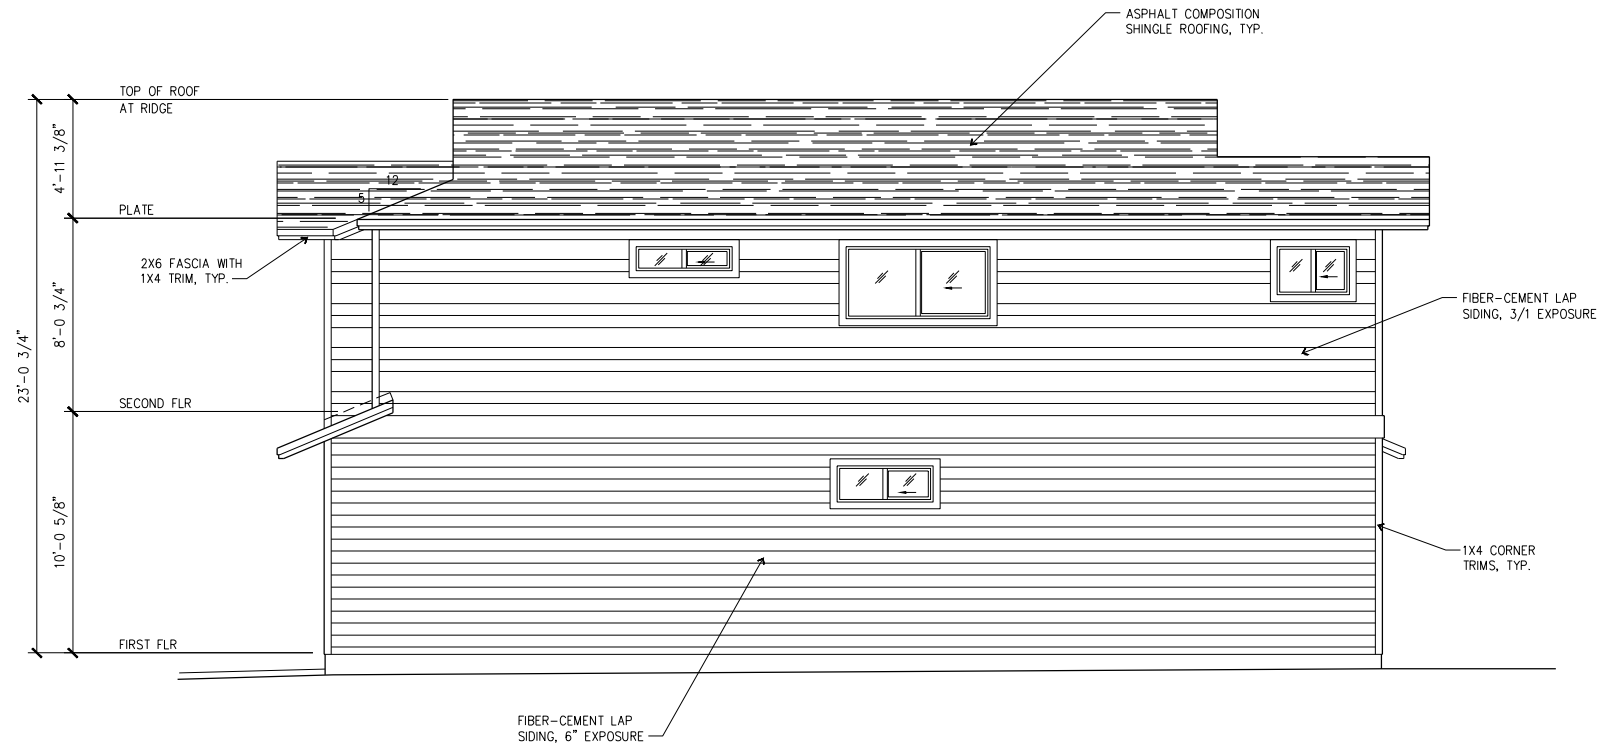 ASPHALT COMPOSITION
SHINGLE ROOFING, TYP.
TOP OF ROOF
AT RIDGE
4'-11 3/8"
12
5
PLATE
2X6 FASCIA WITH
1X4 TRIM, TYP.
8'-0 3/4"
23'-0 3/4"
FIBER-CEMENT LAP
SIDING, 3/1 EXPOSURE
SECOND FLR
10'-0 5/8"
1X4 CORNER
TRIMS, TYP.
FIRST FLR
FIBER-CEMENT LAP
SIDING, 6" EXPOSURE